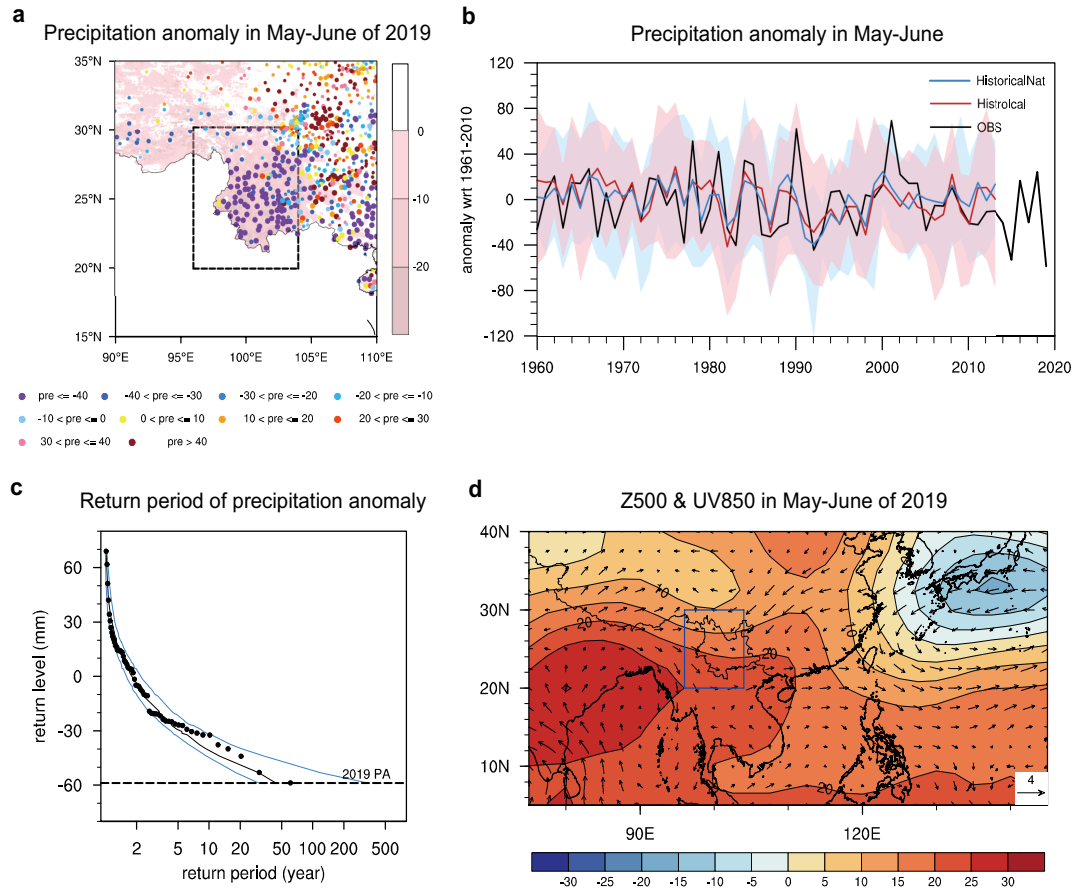 a
Precipitation anomaly in May-June of 2019
35°N
30°N
25°N
20°N
15°N
90°E 95°E 100°E 105°E 110°E
0
-10
-20
pre <= -40 -40 < pre <= -30 -30 < pre <= -20 -20 < pre <= -10
-10 < pre <= 0 0 < pre <= 10 10 < pre <= 20 20 < pre <= 30
30 < pre <= 40 pre > 40
b
Precipitation anomaly in May-June
anomaly wrt 1961-2010
120
80
40
0
-40
-80
-120
1960 1970 1980 1990 2000 2010 2020
HistoricalNat
Histrolcal
OBS
c
Return period of precipitation anomaly
return level (mm)
60
30
0
-30
-60
2019 PA
2 5 10 20 50 100 200 500
return period (year)
d
Z500 & UV850 in May-June of 2019
40N
30N
20N
10N
90E 120E
10
20
20
10
20
4
-30 -25 -20 -15 -10 -5 0 5 10 15 20 25 30